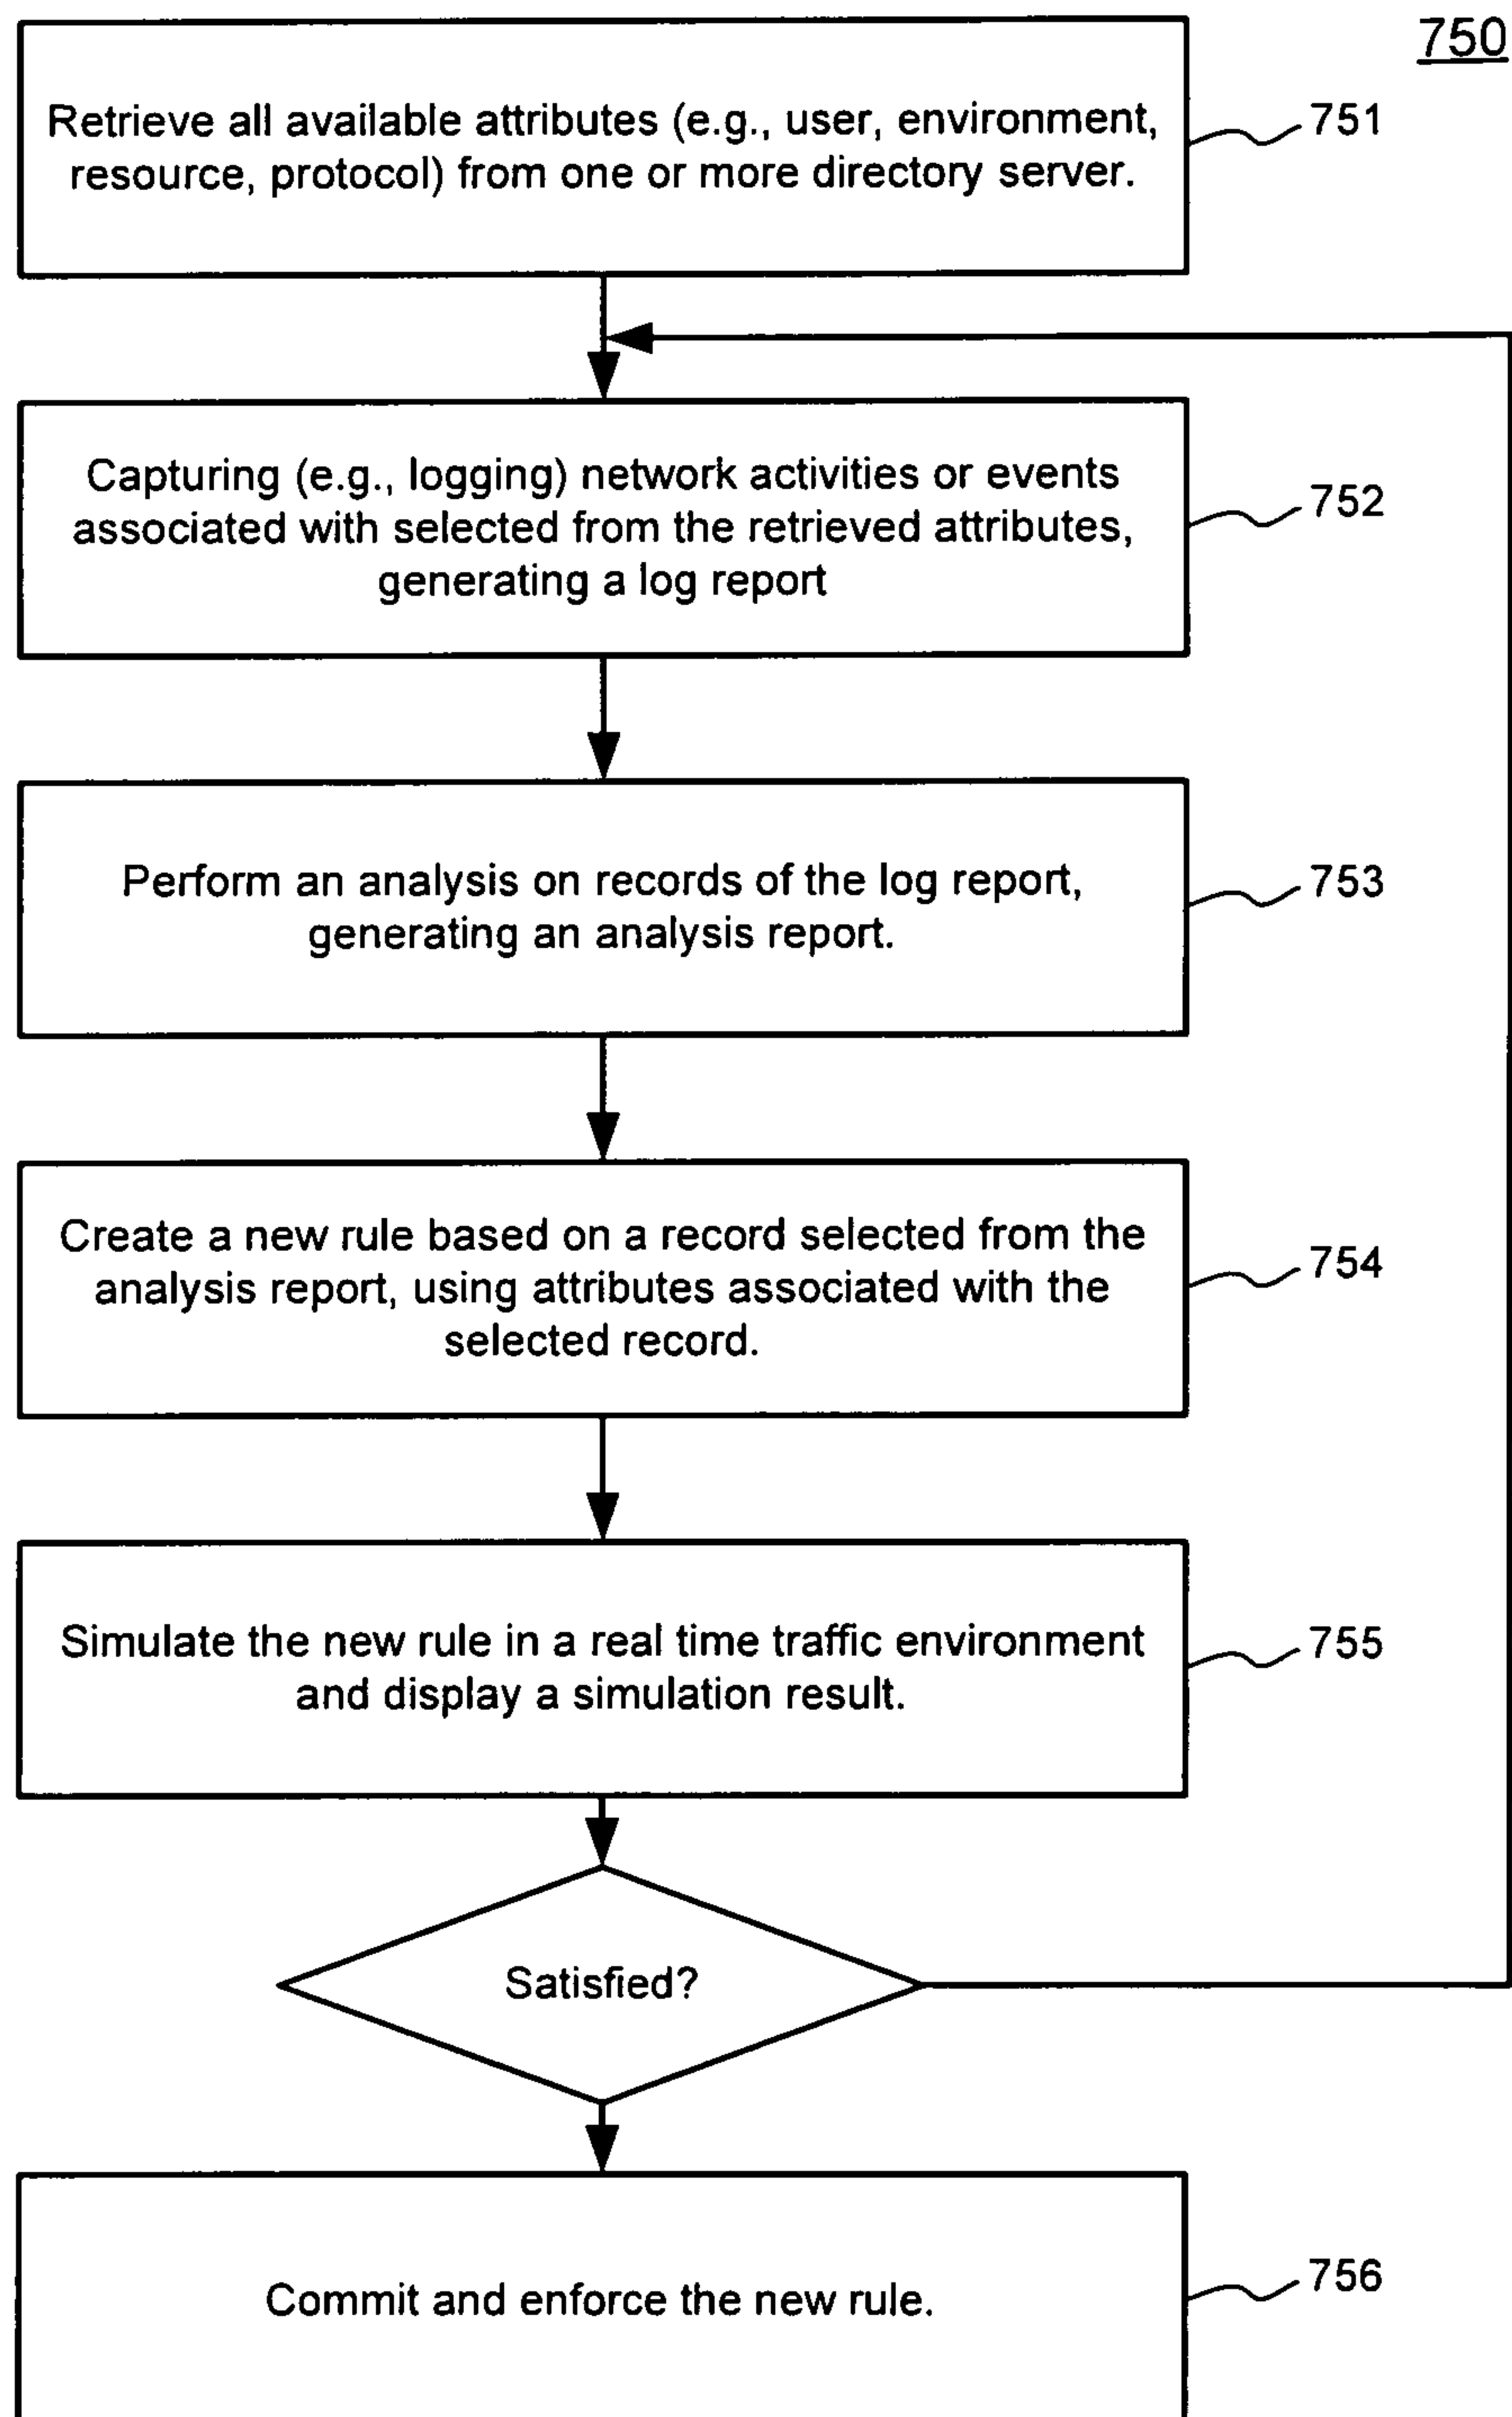 750
Retrieve all available attributes (e.g., user, environment,
resource, protocol) from one or more directory server.
751
Capturing (e.g., logging) network activities or events
associated with selected from the retrieved attributes,
generating a log report
752
Perform an analysis on records of the log report,
generating an analysis report.
753
Create a new rule based on a record selected from the
analysis report, using attributes associated with the
selected record.
754
Simulate the new rule in a real time traffic environment
and display a simulation result.
755
Satisfied?
Commit and enforce the new rule.
756